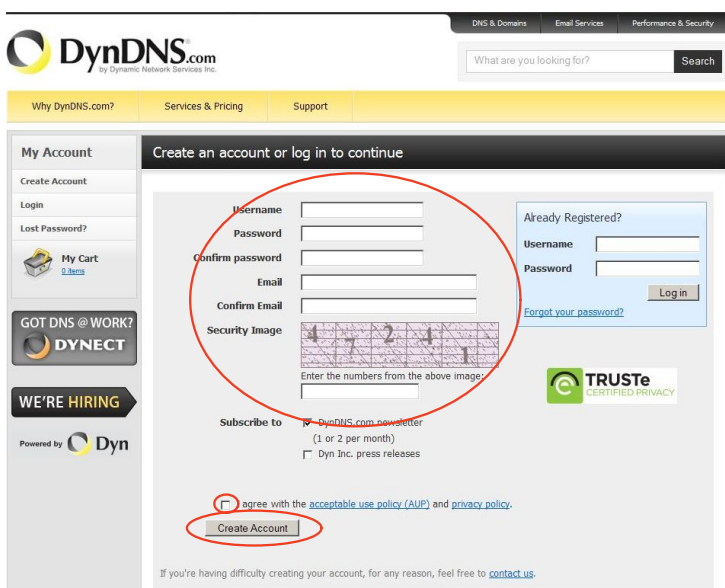 DNS & Domains Email Services Performance & Security
DynDNS.com
by Dynamic Network Services Inc.
What are you looking for? Search
Why DynDNS.com? Services & Pricing Support
My Account
Create Account
Login
Lost Password?
My Cart
0 items
GOT DNS @ WORK?
DYNECT
WE'RE HIRING
Powered by Dyn
Create an account or log in to continue
Username
Password
Confirm password
Email
Confirm Email
Security Image
4 7 2 4 1
Enter the numbers from the above image:
Subscribe to DynDNS.com newsletter
(1 or 2 per month)
Dyn Inc. press releases
I agree with the acceptable use policy (AUP) and privacy policy.
Create Account
If you're having difficulty creating your account, for any reason, feel free to contact us.
Already Registered?
Username
Password
Log in
Forgot your password?
TRUSTe
CERTIFIED PRIVACY